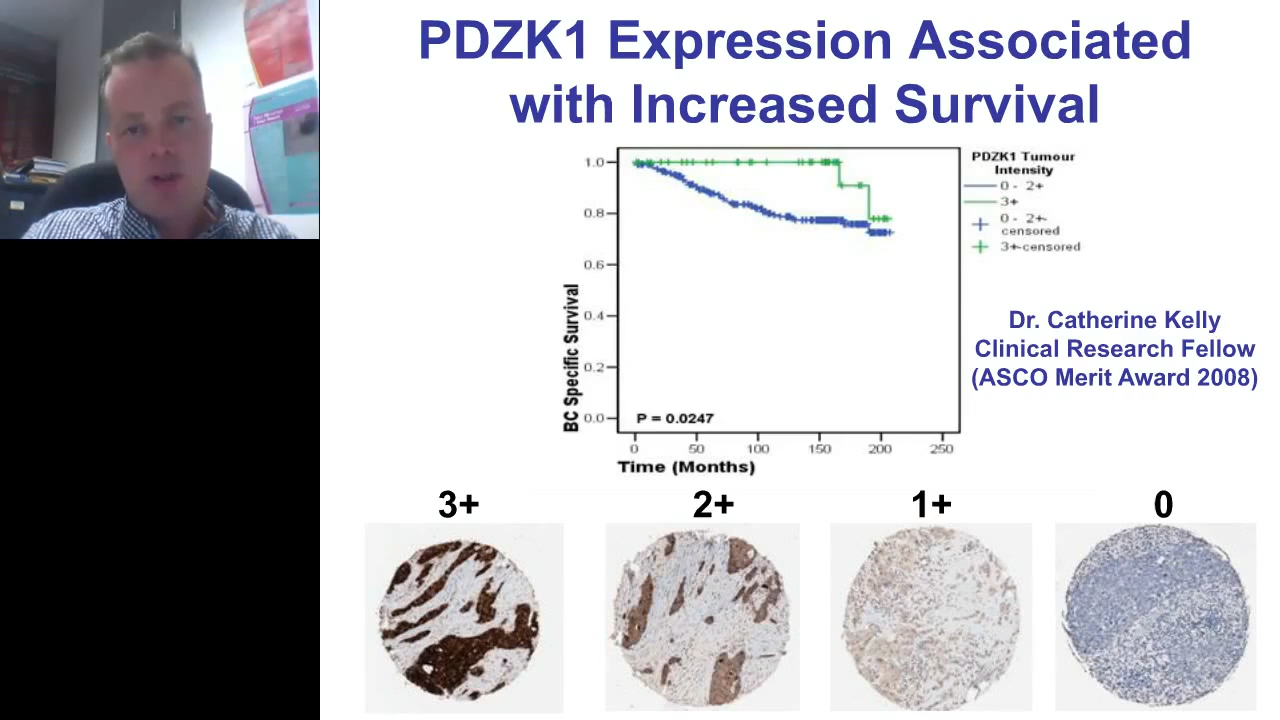 PDZK1 Expression Associated
with Increased Survival
PDZK1 Tumour
Intensity
0 - 2+
3+
0 - 2+-
censored
3+-censored
1.0
0.8
0.6
0.4
0.2
0.0
BC Specific Survival
P = 0.0247
0 50 100 150 200 250
Time (Months)
Dr. Catherine Kelly
Clinical Research Fellow
(ASCO Merit Award 2008)
3+ 2+ 1+ 0